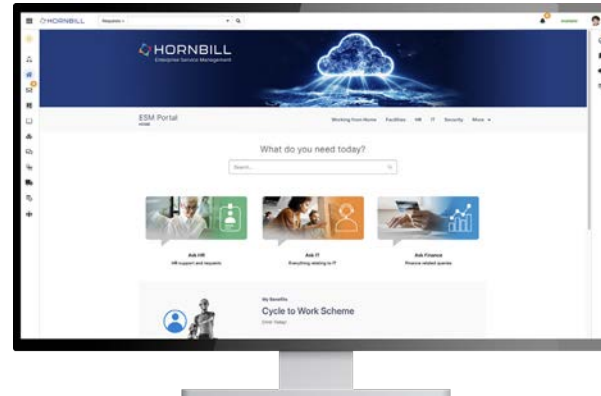 HORNBILL
Requests
HORNBILL
Enterprise Service Management
ESM Portal
HOME
Working from Home Facilities HR IT Security More
What do you need today?
Search...
Ask HR
HR support and requests
Ask IT
Everything relating to IT
Ask Finance
Finance related queries
My Benefits
Cycle to Work Scheme